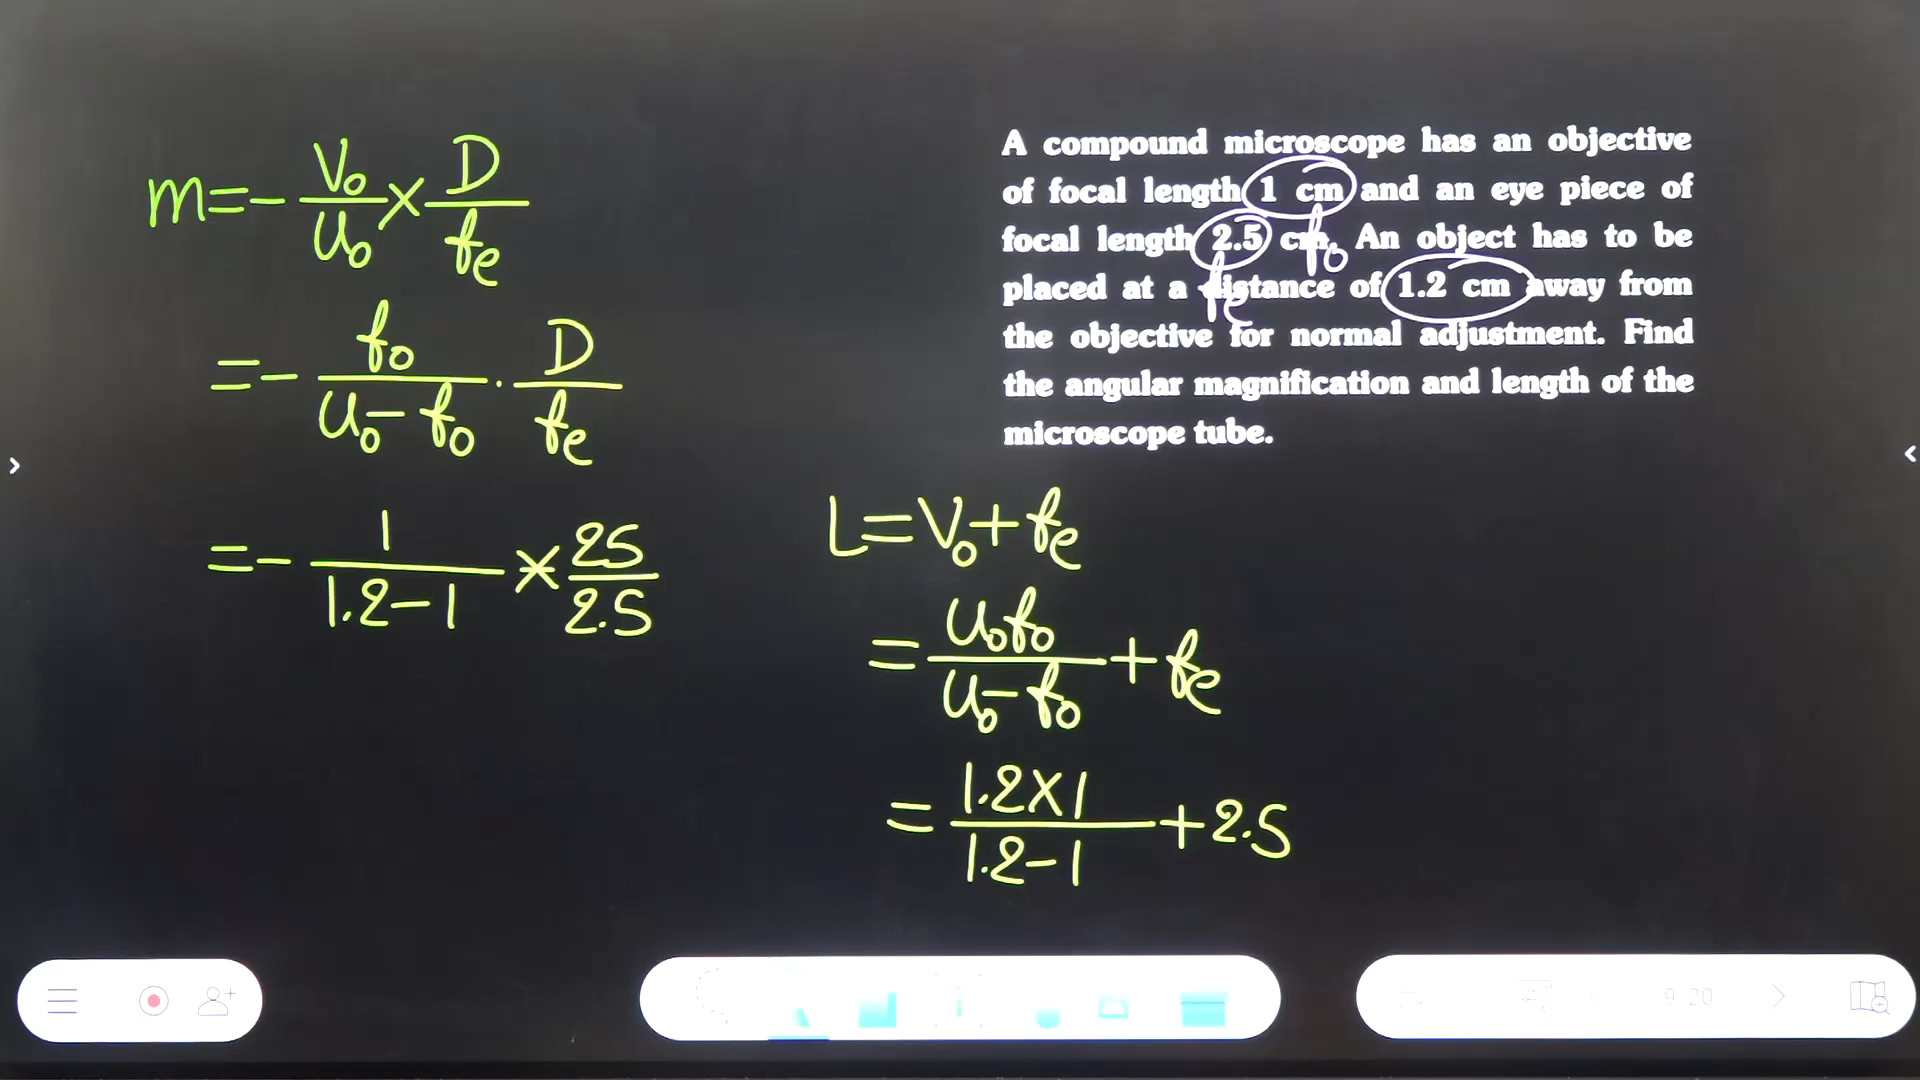 m = - V₀/U₀ × D/fe
= - f₀/(U₀ - f₀) · D/fe
= - 1/(1.2 - 1) × 25/2.5
A compound microscope has an objective
of focal length 1 cm and an eye piece of
focal length 2.5 cm. An object has to be
placed at a distance of 1.2 cm away from
the objective for normal adjustment. Find
the angular magnification and length of the
microscope tube.
f₀
fe
L = V₀ + fe
= U₀f₀/(U₀ - f₀) + fe
= (1.2 × 1)/(1.2 - 1) + 2.5